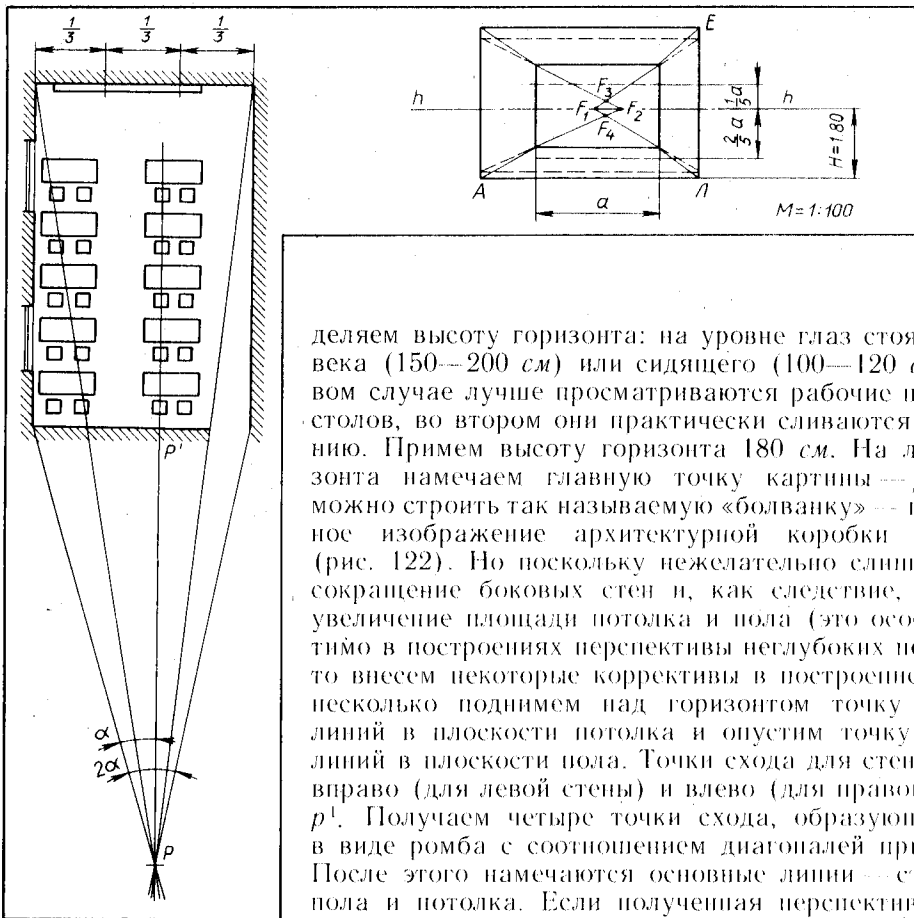 1/3 1/3 1/3
E
F3
h F1 F2 h
F4
1/5 a
2/5 a
H=1.80
А Л
a
M=1:100
P'
α
2α
P
деляем высоту горизонта: на уровне глаз стоя
века (150—200 см) или сидящего (100—120
вом случае лучше просматриваются рабочие
столов, во втором они практически сливаются
нию. Примем высоту горизонта 180 см. На
зонта намечаем главную точку картины —
можно строить так называемую «болванку» —
ное изображение архитектурной коробки
(рис. 122). Но поскольку нежелательно слиш
сокращение боковых стен и, как следствие,
увеличение площади потолка и пола (это осо
тимо в построениях перспективы неглубоких
то внесем некоторые коррективы в построение
несколько поднимем над горизонтом точку
линий в плоскости потолка и опустим точку
линий в плоскости пола. Точки схода для стен
вправо (для левой стены) и влево (для право
p¹. Получаем четыре точки схода, образую
в виде ромба с соотношением диагоналей при
После этого намечаются основные линии — с
пола и потолка. Если полученная перспектив